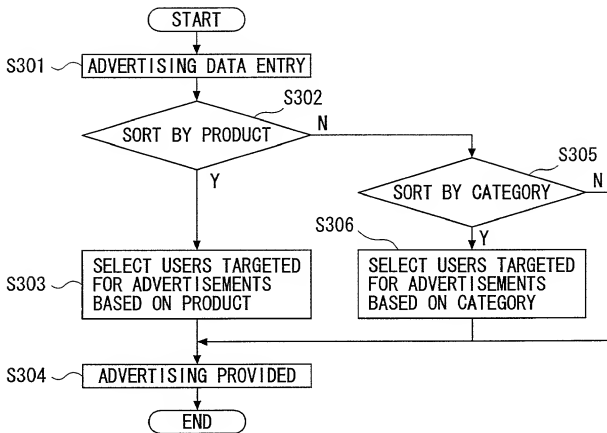 START
S301
ADVERTISING DATA ENTRY
S302
SORT BY PRODUCT
N
Y
S305
SORT BY CATEGORY
N
Y
S303
SELECT USERS TARGETED
FOR ADVERTISEMENTS
BASED ON PRODUCT
S306
SELECT USERS TARGETED
FOR ADVERTISEMENTS
BASED ON CATEGORY
S304
ADVERTISING PROVIDED
END